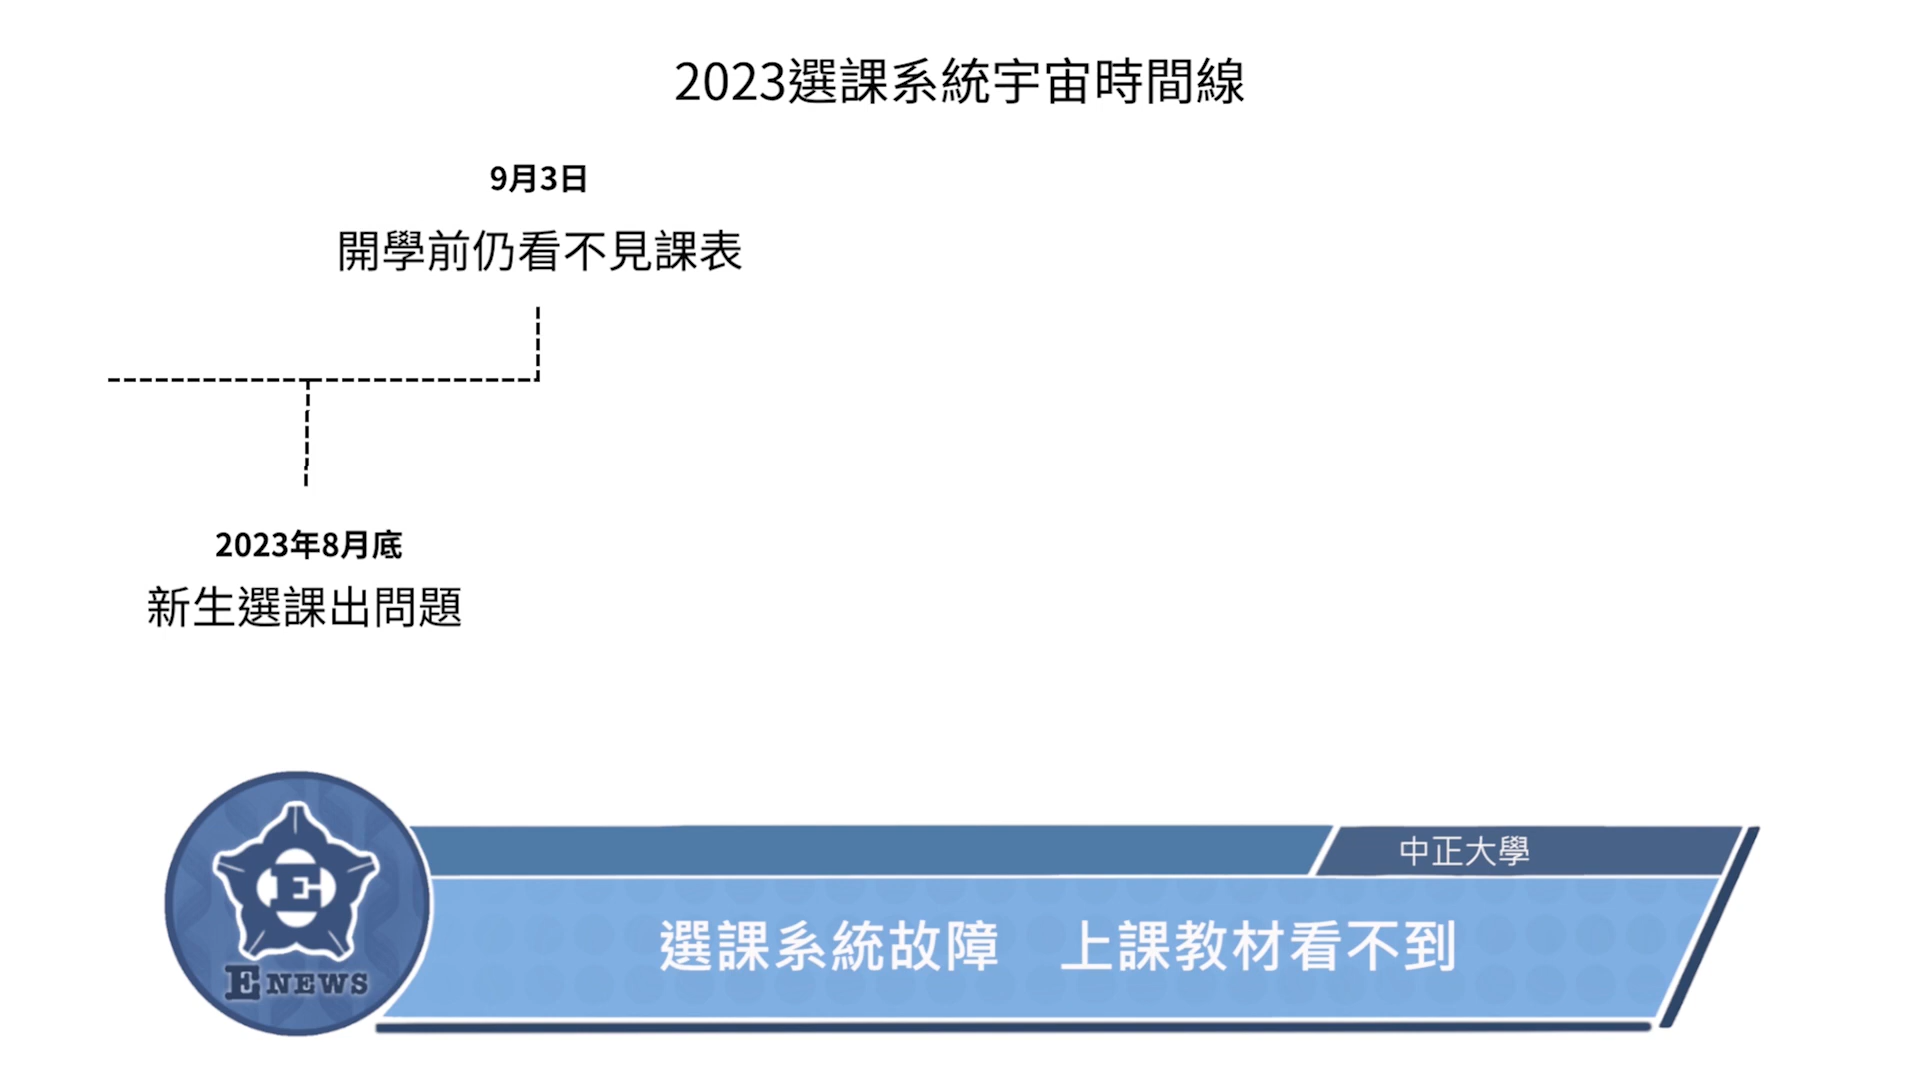 2023選課系統宇宙時間線
9月3日
開學前仍看不見課表
2023年8月底
新生選課出問題
中正大學
選課系統故障　上課教材看不到
E
E NEWS